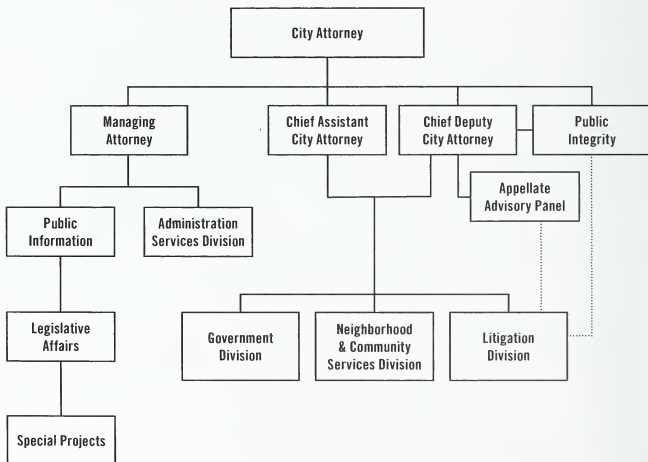 City Attorney
Managing
Attorney
Chief Assistant
City Attorney
Chief Deputy
City Attorney
Public
Integrity
Appellate
Advisory Panel
Public
Information
Administration
Services Division
Legislative
Affairs
Government
Division
Neighborhood
& Community
Services Division
Litigation
Division
Special Projects